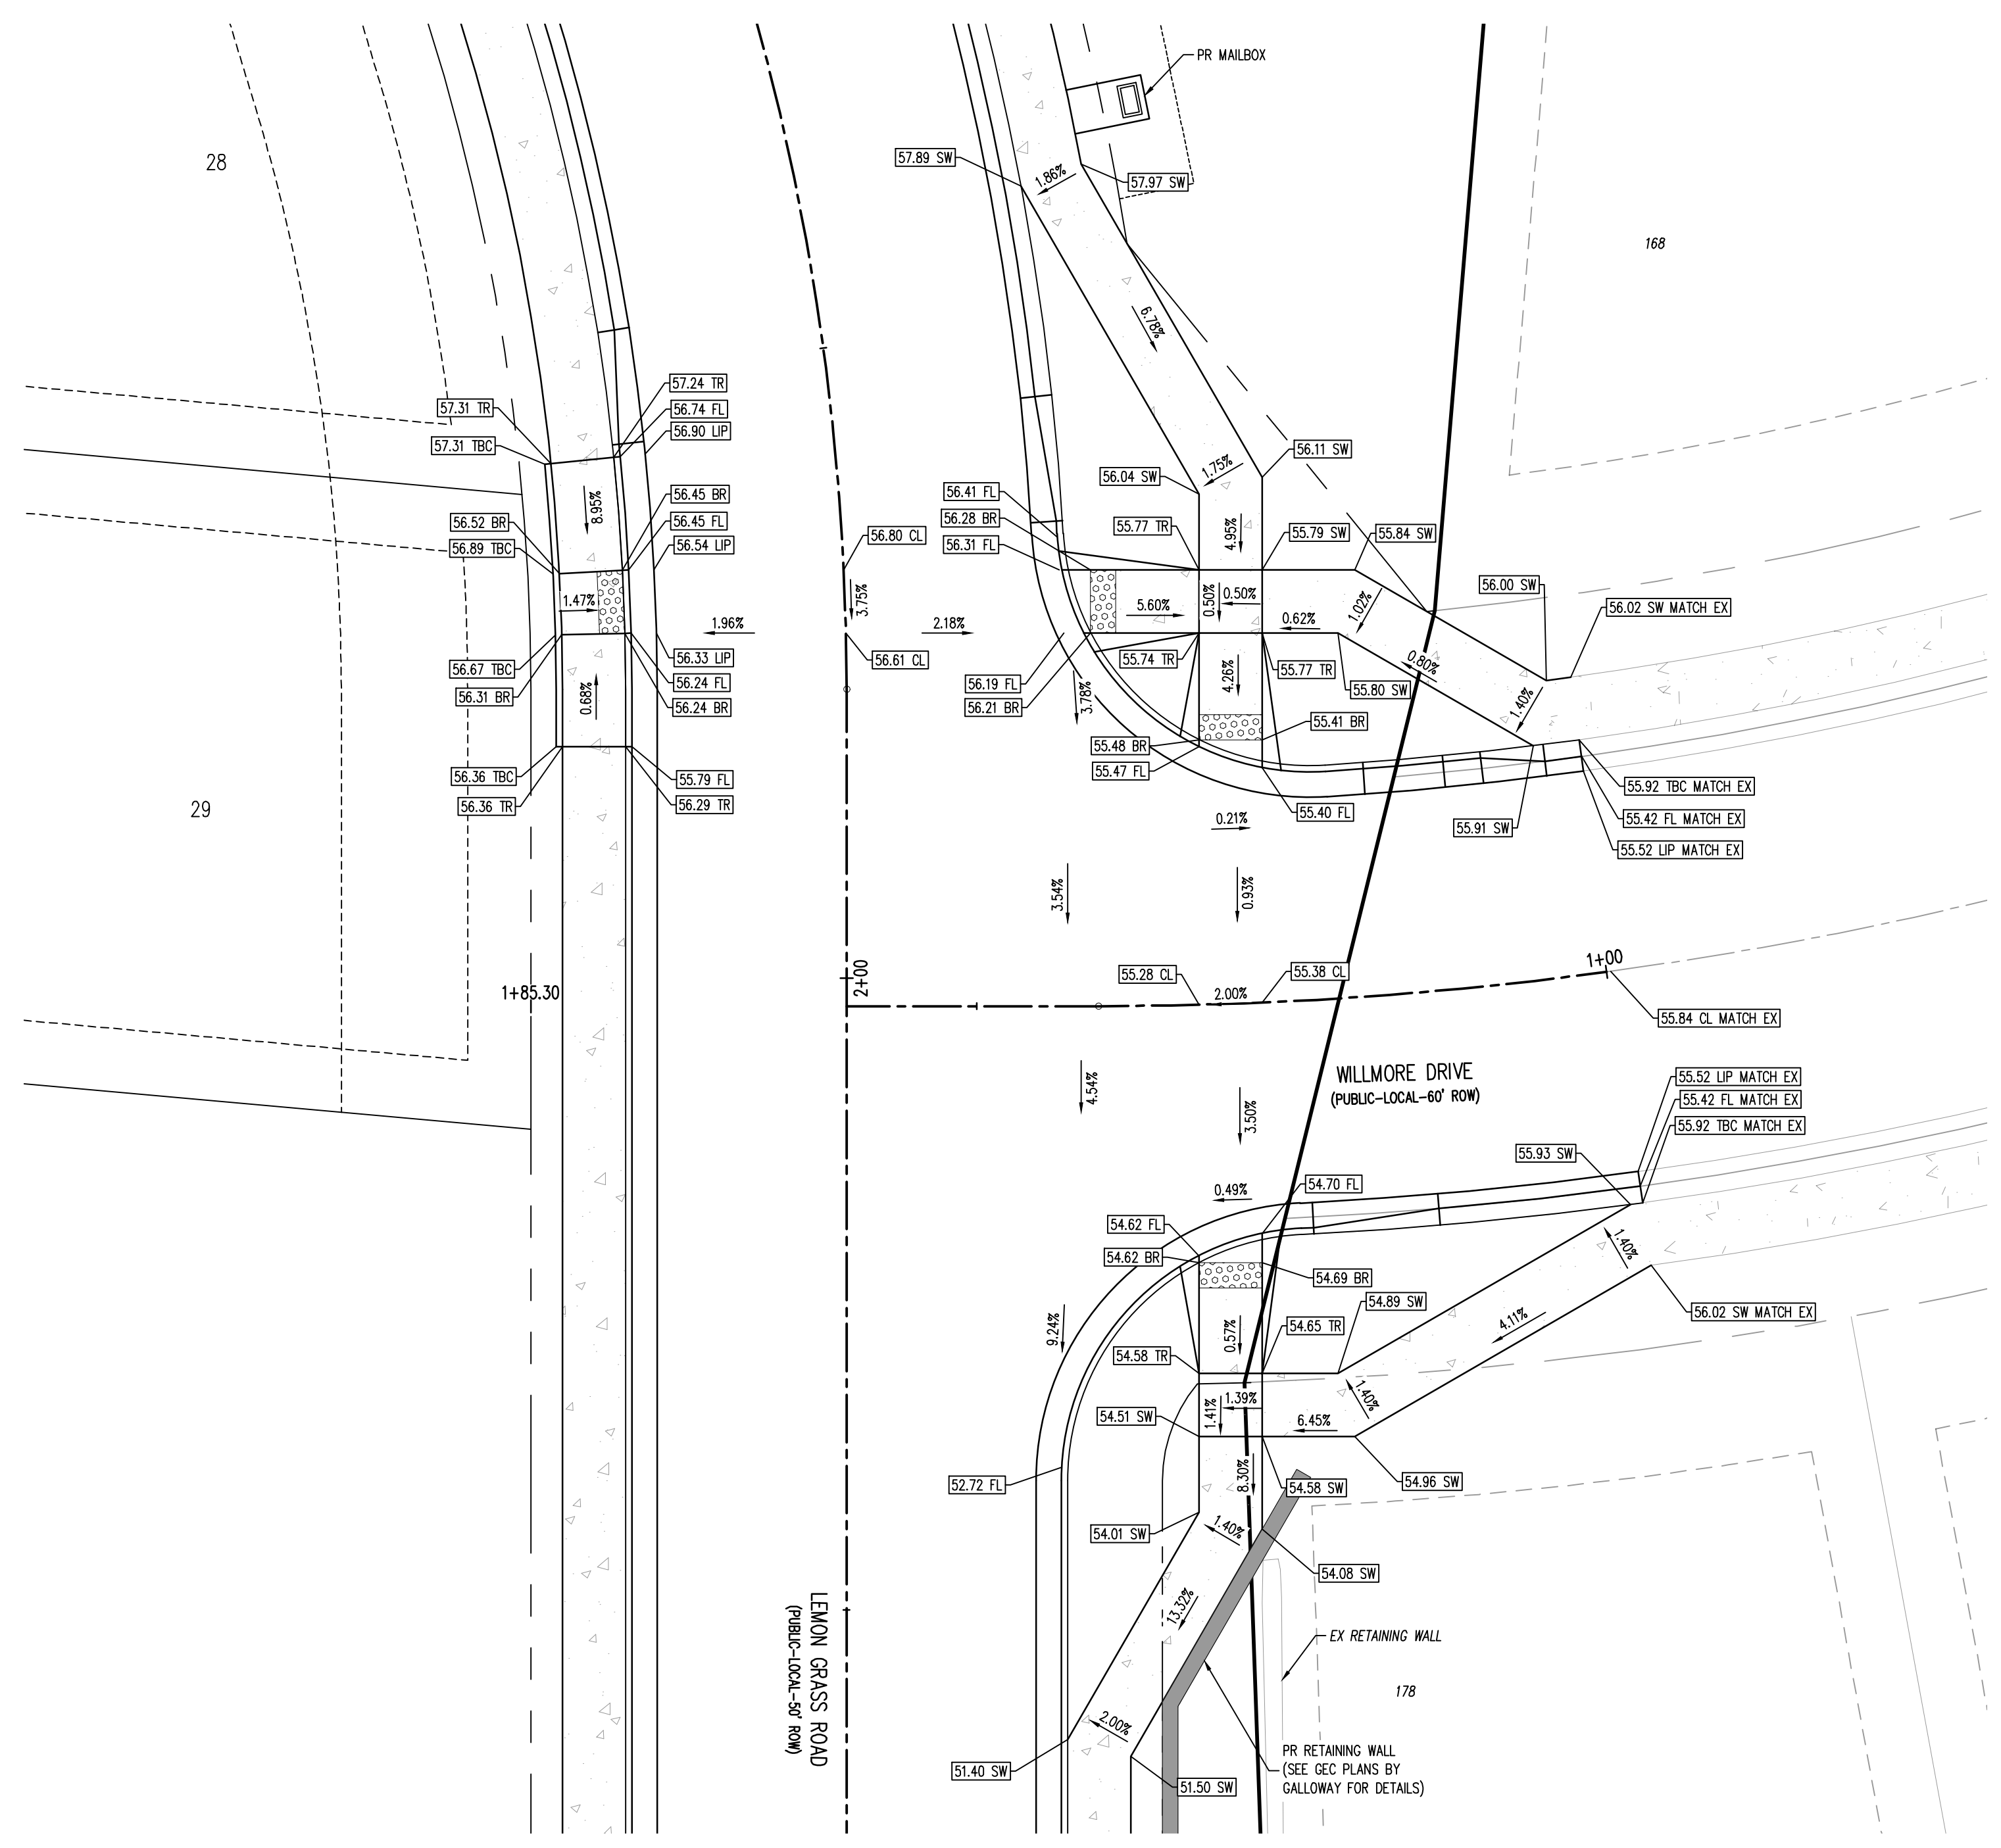 PR MAILBOX
28
57.89 SW
1.86%
57.97 SW
168
6.78%
57.24 TR
57.31 TR
56.74 FL
56.90 LIP
57.31 TBC
56.11 SW
1.75%
56.04 SW
56.45 BR
56.41 FL
8.95%
56.52 BR
56.45 FL
56.28 BR
55.77 TR
55.79 SW
55.84 SW
56.80 CL
4.95%
56.89 TBC
56.54 LIP
56.31 FL
56.00 SW
1.47%
3.75%
5.60%
0.50%
0.50%
1.02%
56.02 SW MATCH EX
1.96%
2.18%
0.62%
56.67 TBC
56.33 LIP
56.61 CL
55.74 TR
55.77 TR
0.80%
56.31 BR
0.68%
56.24 FL
56.19 FL
4.26%
55.80 SW
56.24 BR
56.21 BR
3.78%
1.40%
55.41 BR
55.48 BR
56.36 TBC
55.79 FL
55.47 FL
55.92 TBC MATCH EX
56.36 TR
56.29 TR
29
55.40 FL
0.21%
55.91 SW
55.42 FL MATCH EX
55.52 LIP MATCH EX
3.54%
0.93%
1+85.30
2+00
55.28 CL
55.38 CL
2.00%
1+00
55.84 CL MATCH EX
4.54%
WILLMORE DRIVE
(PUBLIC-LOCAL-60' ROW)
3.50%
55.52 LIP MATCH EX
55.42 FL MATCH EX
55.92 TBC MATCH EX
55.93 SW
0.49%
54.70 FL
54.62 FL
1.40%
54.62 BR
54.69 BR
54.89 SW
56.02 SW MATCH EX
4.11%
9.24%
0.57%
54.65 TR
54.58 TR
1.40%
1.39%
1.41%
54.51 SW
6.45%
8.30%
52.72 FL
54.58 SW
54.96 SW
54.01 SW
1.40%
54.08 SW
13.32%
LEMON GRASS ROAD
(PUBLIC-LOCAL-50' ROW)
EX RETAINING WALL
178
2.00%
51.40 SW
51.50 SW
PR RETAINING WALL
(SEE GEC PLANS BY
GALLOWAY FOR DETAILS)